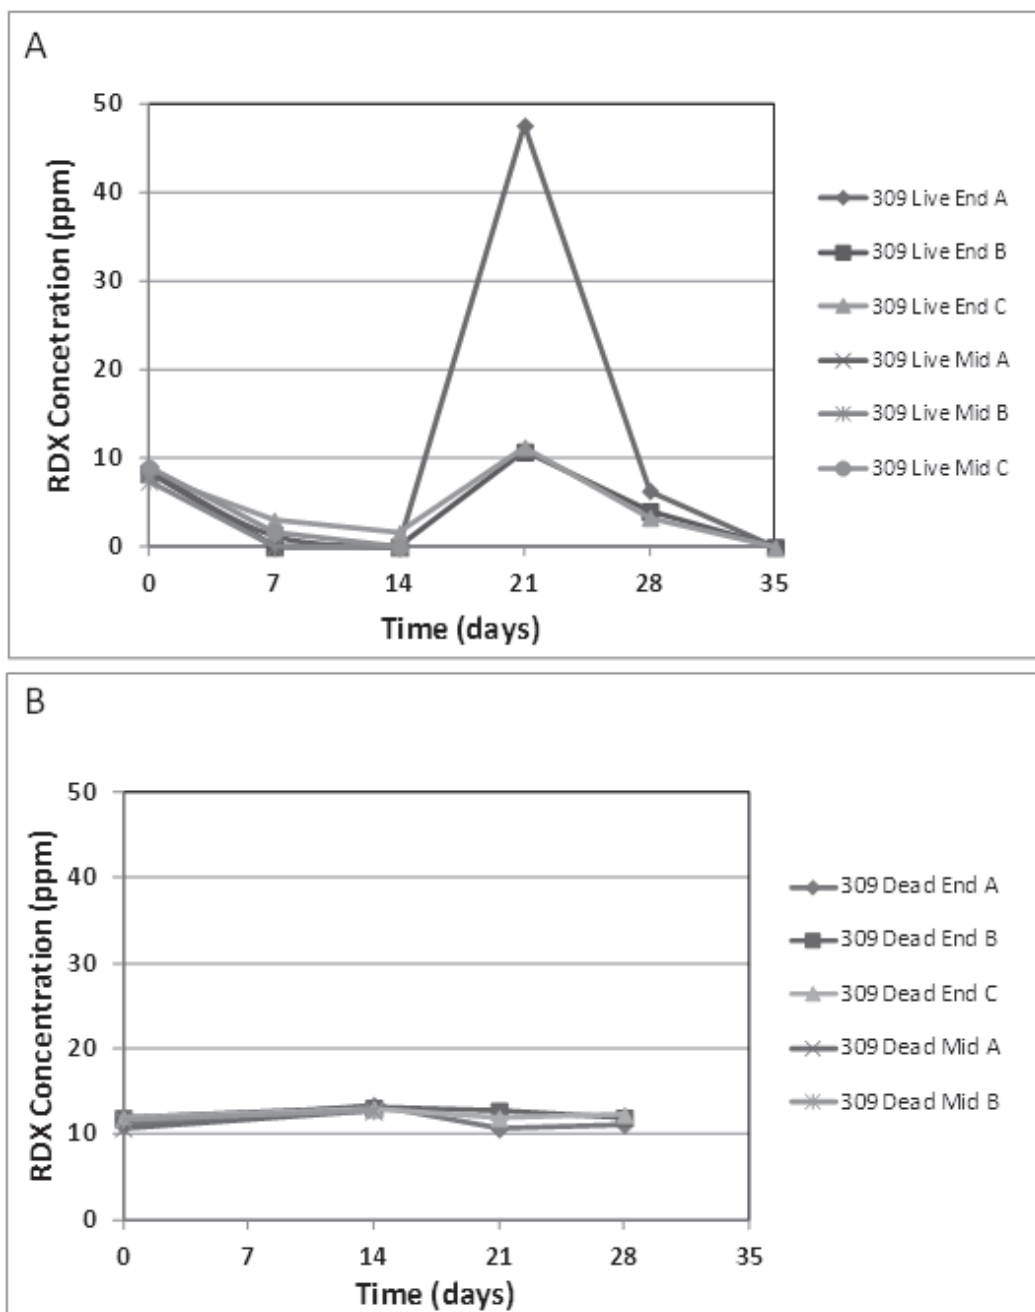 A
50
40
30
20
10
0
RDX Concetration (ppm)
0 7 14 21 28 35
Time (days)
309 Live End A
309 Live End B
309 Live End C
309 Live Mid A
309 Live Mid B
309 Live Mid C
B
50
40
30
20
10
0
RDX Concentration (ppm)
0 7 14 21 28 35
Time (days)
309 Dead End A
309 Dead End B
309 Dead End C
309 Dead Mid A
309 Dead Mid B